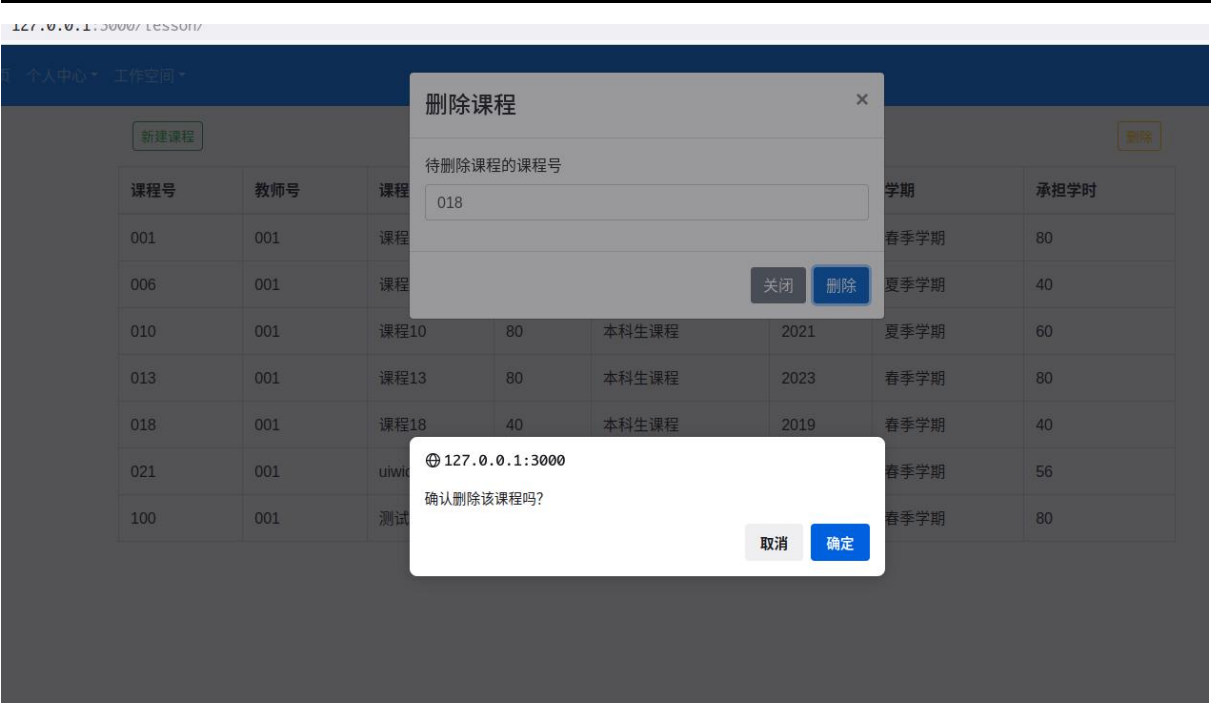 127.0.0.1:3000/lesson/
页 个人中心 工作空间
删除课程 ×
新建课程 删除
待删除课程的课程号
018
课程号 教师号 课程 学期 承担学时
001 001 课程 春季学期 80
关闭 删除
006 001 课程 夏季学期 40
010 001 课程10 80 本科生课程 2021 夏季学期 60
013 001 课程13 80 本科生课程 2023 春季学期 80
018 001 课程18 40 本科生课程 2019 春季学期 40
127.0.0.1:3000
021 001 春季学期 56
确认删除该课程吗?
100 001 测试 春季学期 80
取消 确定